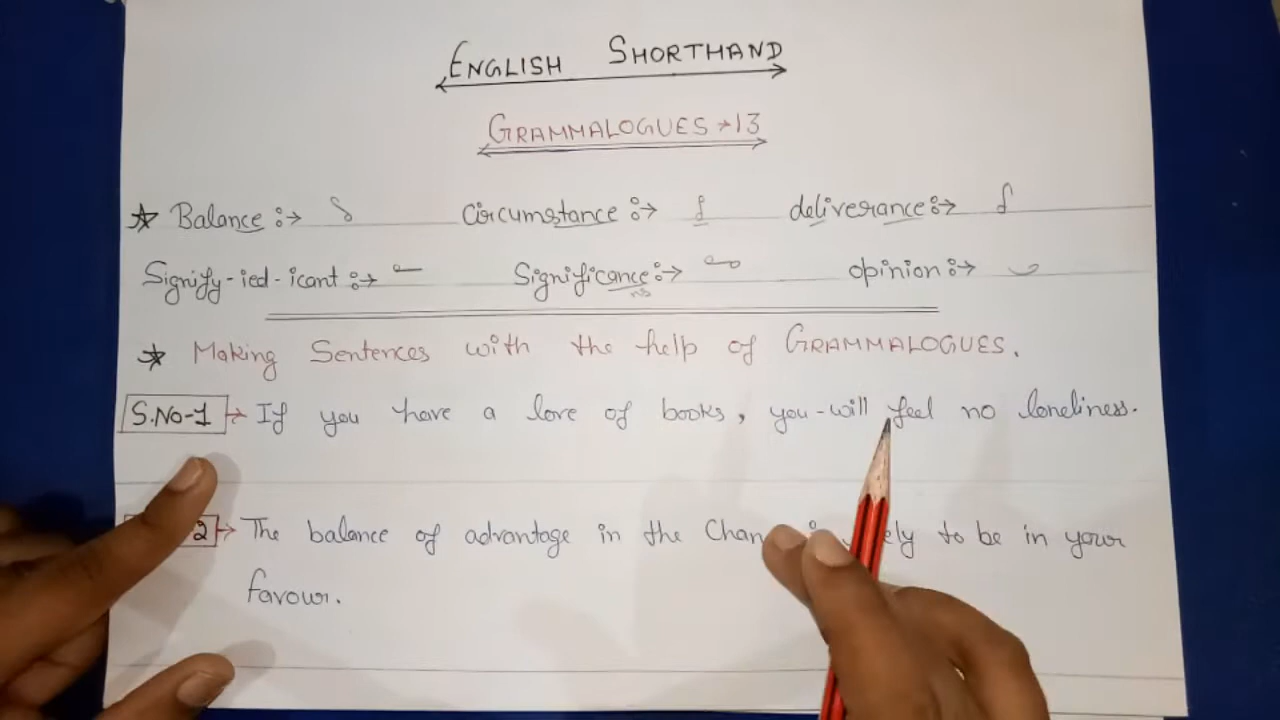 ENGLISH SHORTHAND
GRAMMALOGUES → 13
☆ Balance :→ Circumstance :→ deliverance :→
Signify-ied-icant :→ Significance :→ opinion :→
ns
☆ Making Sentences with the help of GRAMMALOGUES.
S.No-1 → If you have a love of books, you-will feel no loneliness.
2 → The balance of advantage in the to be in your
favour.